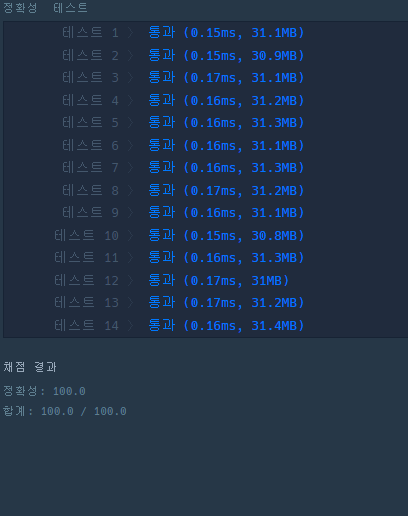 정확성 테스트
테스트 1 〉 통과 (0.15ms, 31.1MB)
테스트 2 〉 통과 (0.15ms, 30.9MB)
테스트 3 〉 통과 (0.17ms, 31.1MB)
테스트 4 〉 통과 (0.16ms, 31.2MB)
테스트 5 〉 통과 (0.16ms, 31.3MB)
테스트 6 〉 통과 (0.16ms, 31.1MB)
테스트 7 〉 통과 (0.16ms, 31.3MB)
테스트 8 〉 통과 (0.17ms, 31.2MB)
테스트 9 〉 통과 (0.16ms, 31.1MB)
테스트 10 〉 통과 (0.15ms, 30.8MB)
테스트 11 〉 통과 (0.16ms, 31.3MB)
테스트 12 〉 통과 (0.17ms, 31MB)
테스트 13 〉 통과 (0.17ms, 31.2MB)
테스트 14 〉 통과 (0.16ms, 31.4MB)
채점 결과
정확성: 100.0
합계: 100.0 / 100.0